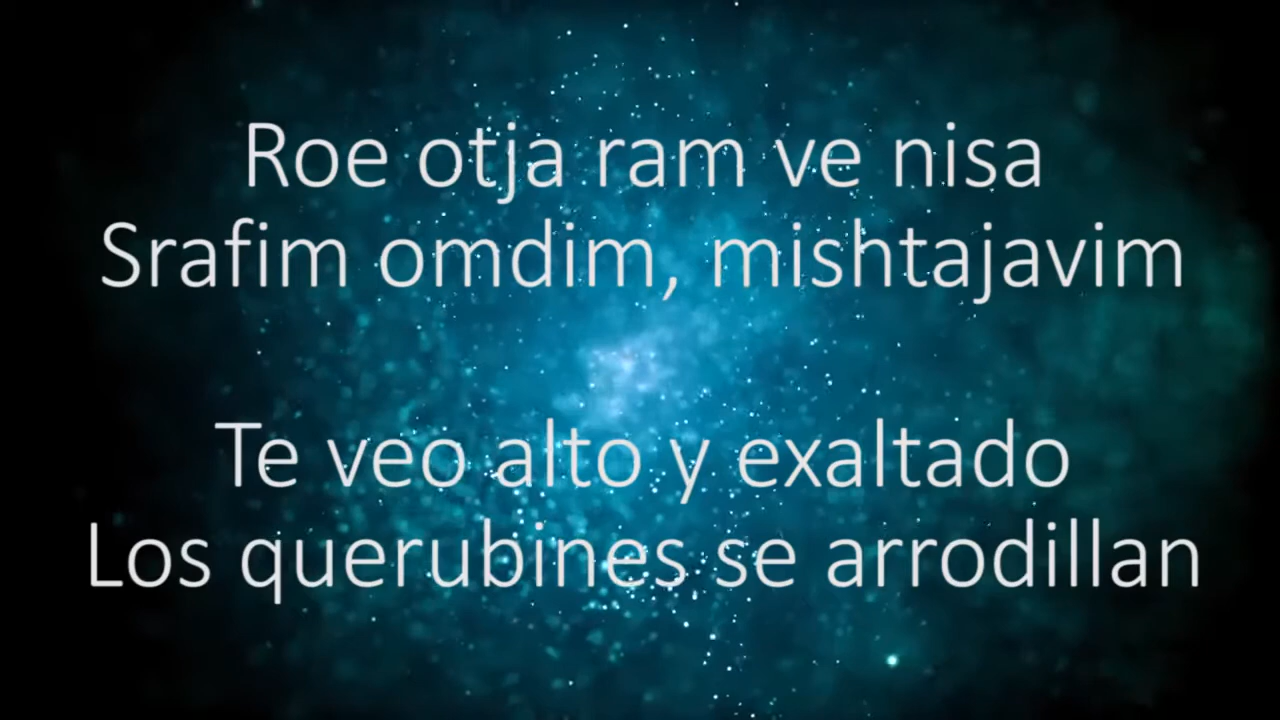 Roe otja ram ve nisa
Srafim omdim, mishtajavim
Te veo alto y exaltado
Los querubines se arrodillan